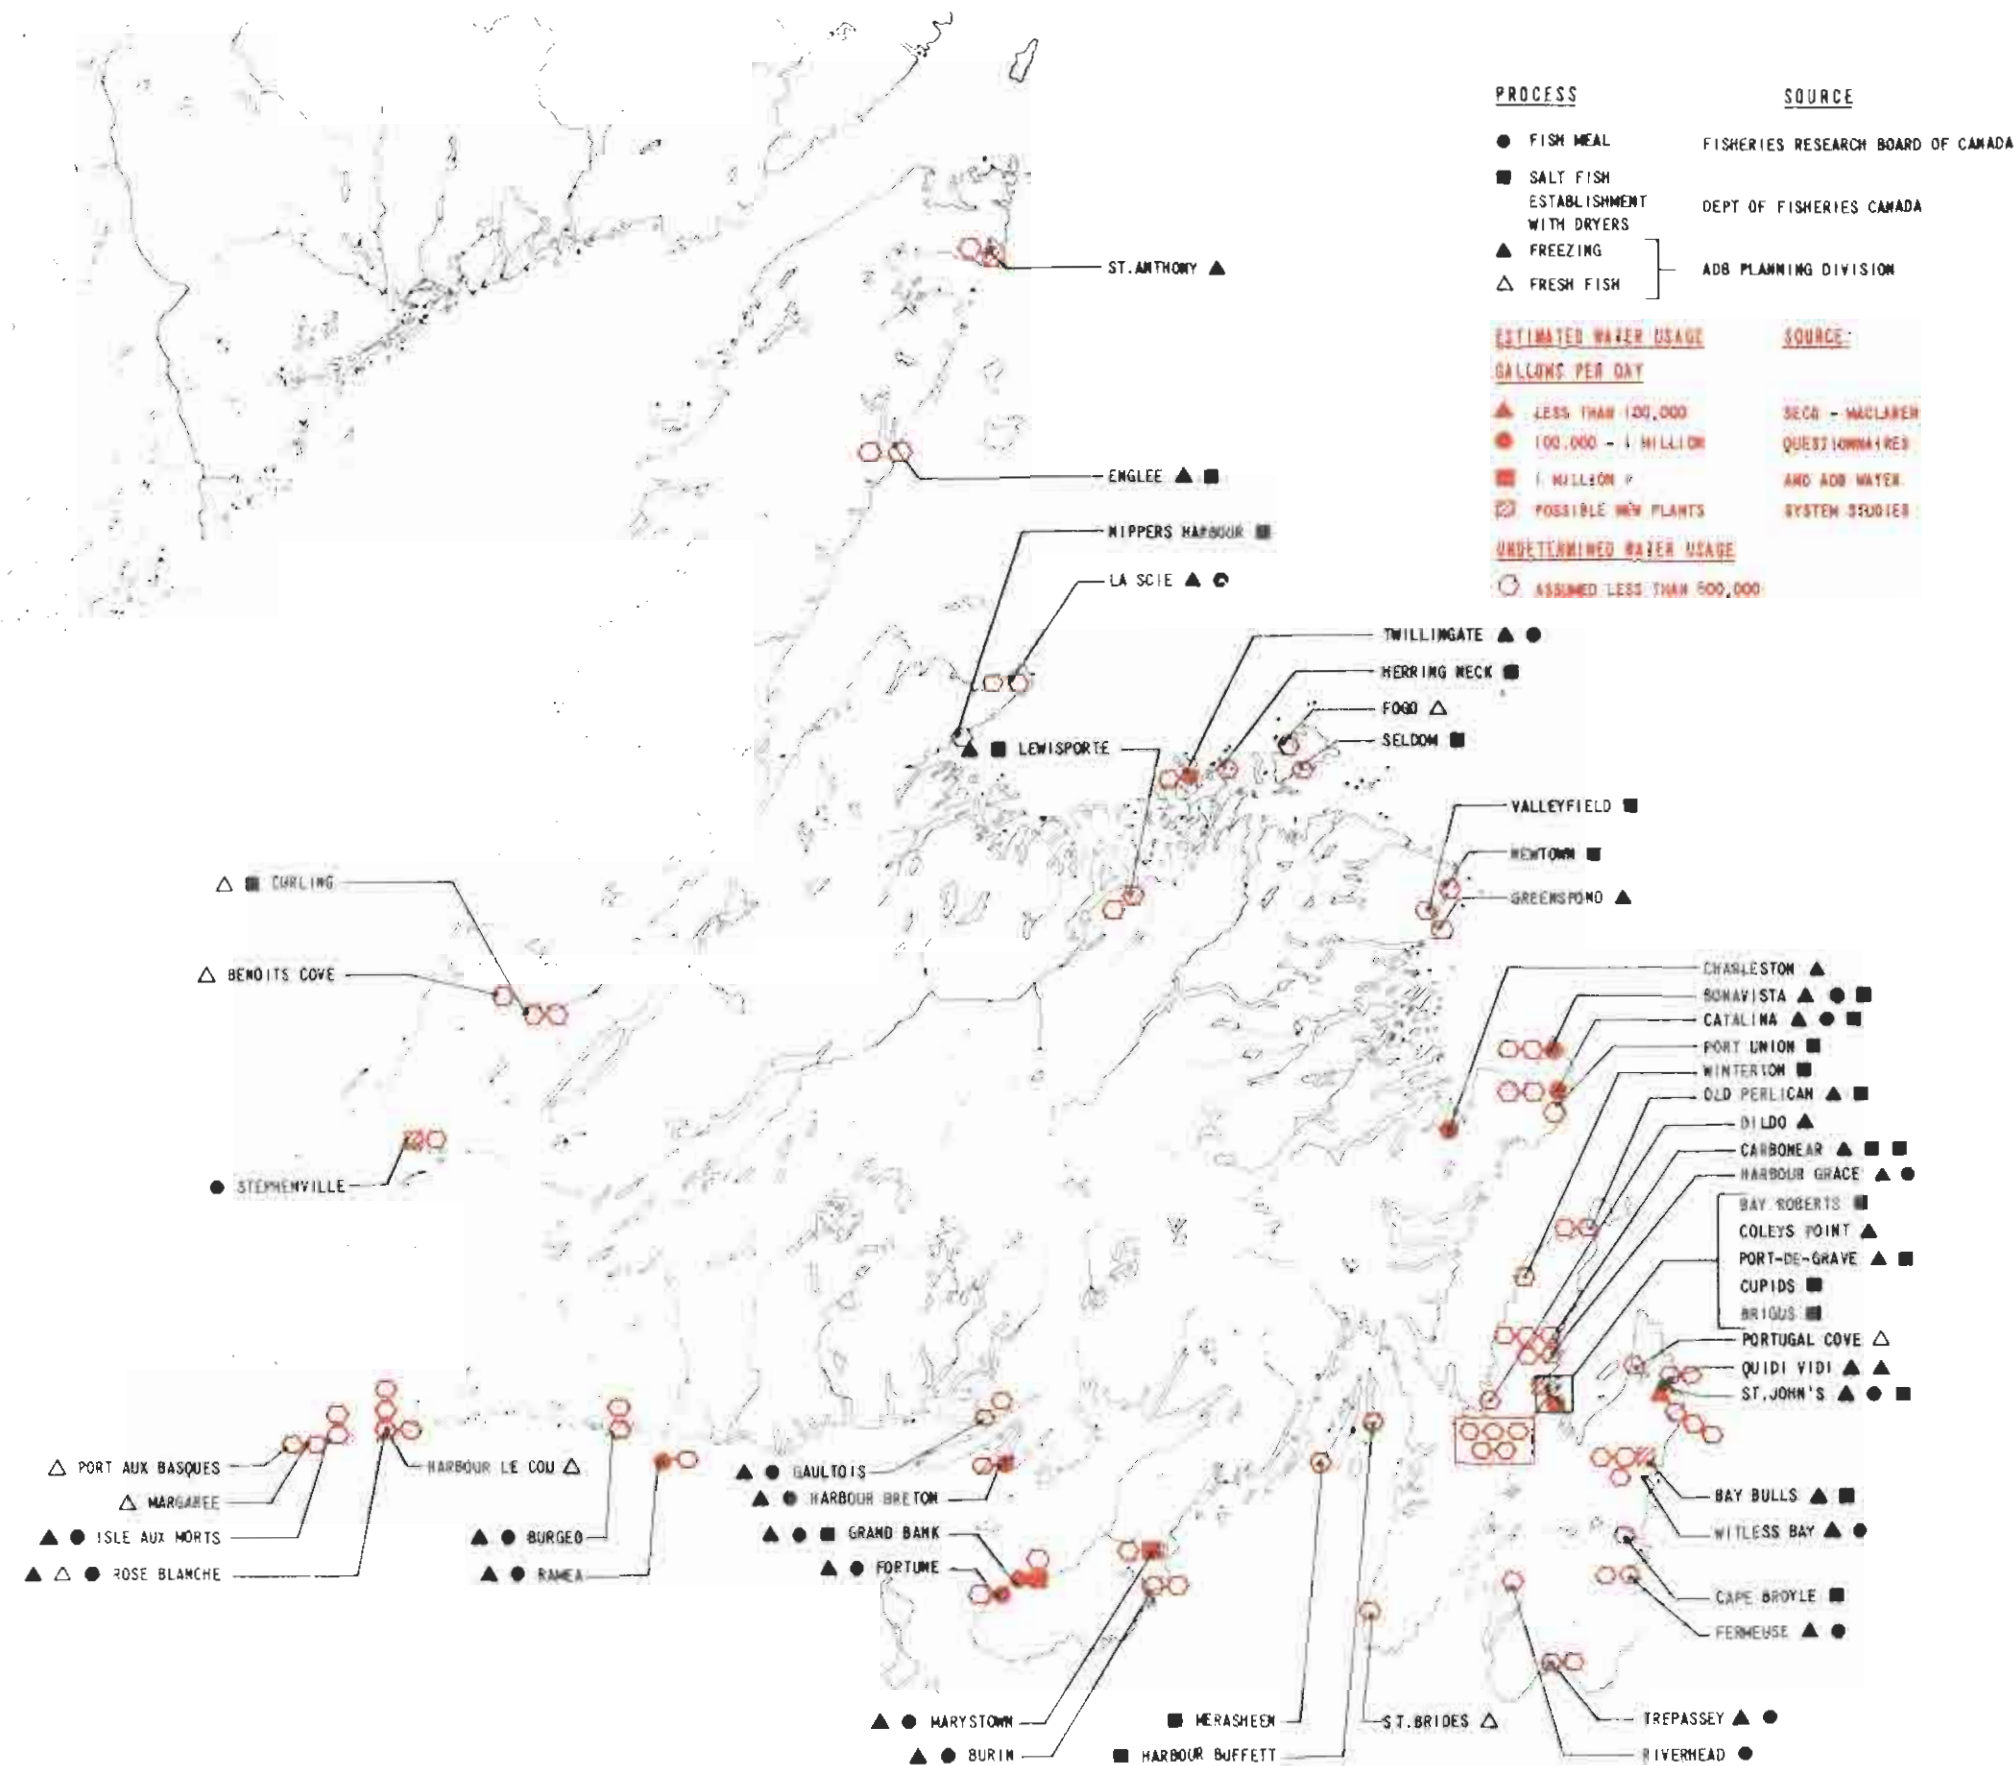 PROCESS SOURCE
● FISH MEAL FISHERIES RESEARCH BOARD OF CANADA
■ SALT FISH
ESTABLISHMENT DEPT OF FISHERIES CANADA
WITH DRYERS
▲ FREEZING
ADB PLANNING DIVISION
△ FRESH FISH
ESTIMATED WATER USAGE SOURCE:
GALLONS PER DAY
LESS THAN 100,000 SECO - MACLAREN
100,000 - 1 MILLION QUESTIONNAIRES
1 MILLION + AND ADB WATER
POSSIBLE NEW PLANTS SYSTEM STUDIES
UNDETERMINED WATER USAGE
ASSUMED LESS THAN 500,000
ST.ANTHONY ▲
ENGLEE ▲ ■
NIPPERS HARBOUR ■
LA SCIE ▲ ●
TWILLINGATE ▲ ●
HERRING NECK ■
FOGO △
SELDOM ■
▲ ■ LEWISPORTE
VALLEYFIELD ■
NEWTOWN ■
GREENSPOND ▲
△ ■ CURLING
△ BENOITS COVE
● STEPHENVILLE
CHARLESTON ▲
BONAVISTA ▲ ● ■
CATALINA ▲ ● ■
PORT UNION ■
WINTERTON ■
OLD PERLICAN ▲ ■
DILDO ▲
CARBONEAR ▲ ■ ■
HARBOUR GRACE ▲ ●
BAY ROBERTS ■
COLEYS POINT ▲
PORT-DE-GRAVE ▲ ■
CUPIDS ■
BRIGUS ■
PORTUGAL COVE △
QUIDI VIDI ▲ ▲
ST.JOHN'S ▲ ● ■
△ PORT AUX BASQUES
HARBOUR LE COU △
△ MARGAREE
▲ ● ISLE AUX MORTS
▲ △ ● ROSE BLANCHE
▲ ● BURGEO
▲ ● RAMEA
▲ ● GAULTOIS
▲ ● HARBOUR BRETON
▲ ● ■ GRAND BANK
▲ ● FORTUNE
BAY BULLS ▲ ■
WITLESS BAY ▲ ●
CAPE BROYLE ■
FERMEUSE ▲ ●
▲ ● MARYSTOWN
▲ ● BURIN
■ MERASHEEN
■ HARBOUR BUFFETT
ST.BRIDES △
TREPASSEY ▲ ●
RIVERHEAD ●